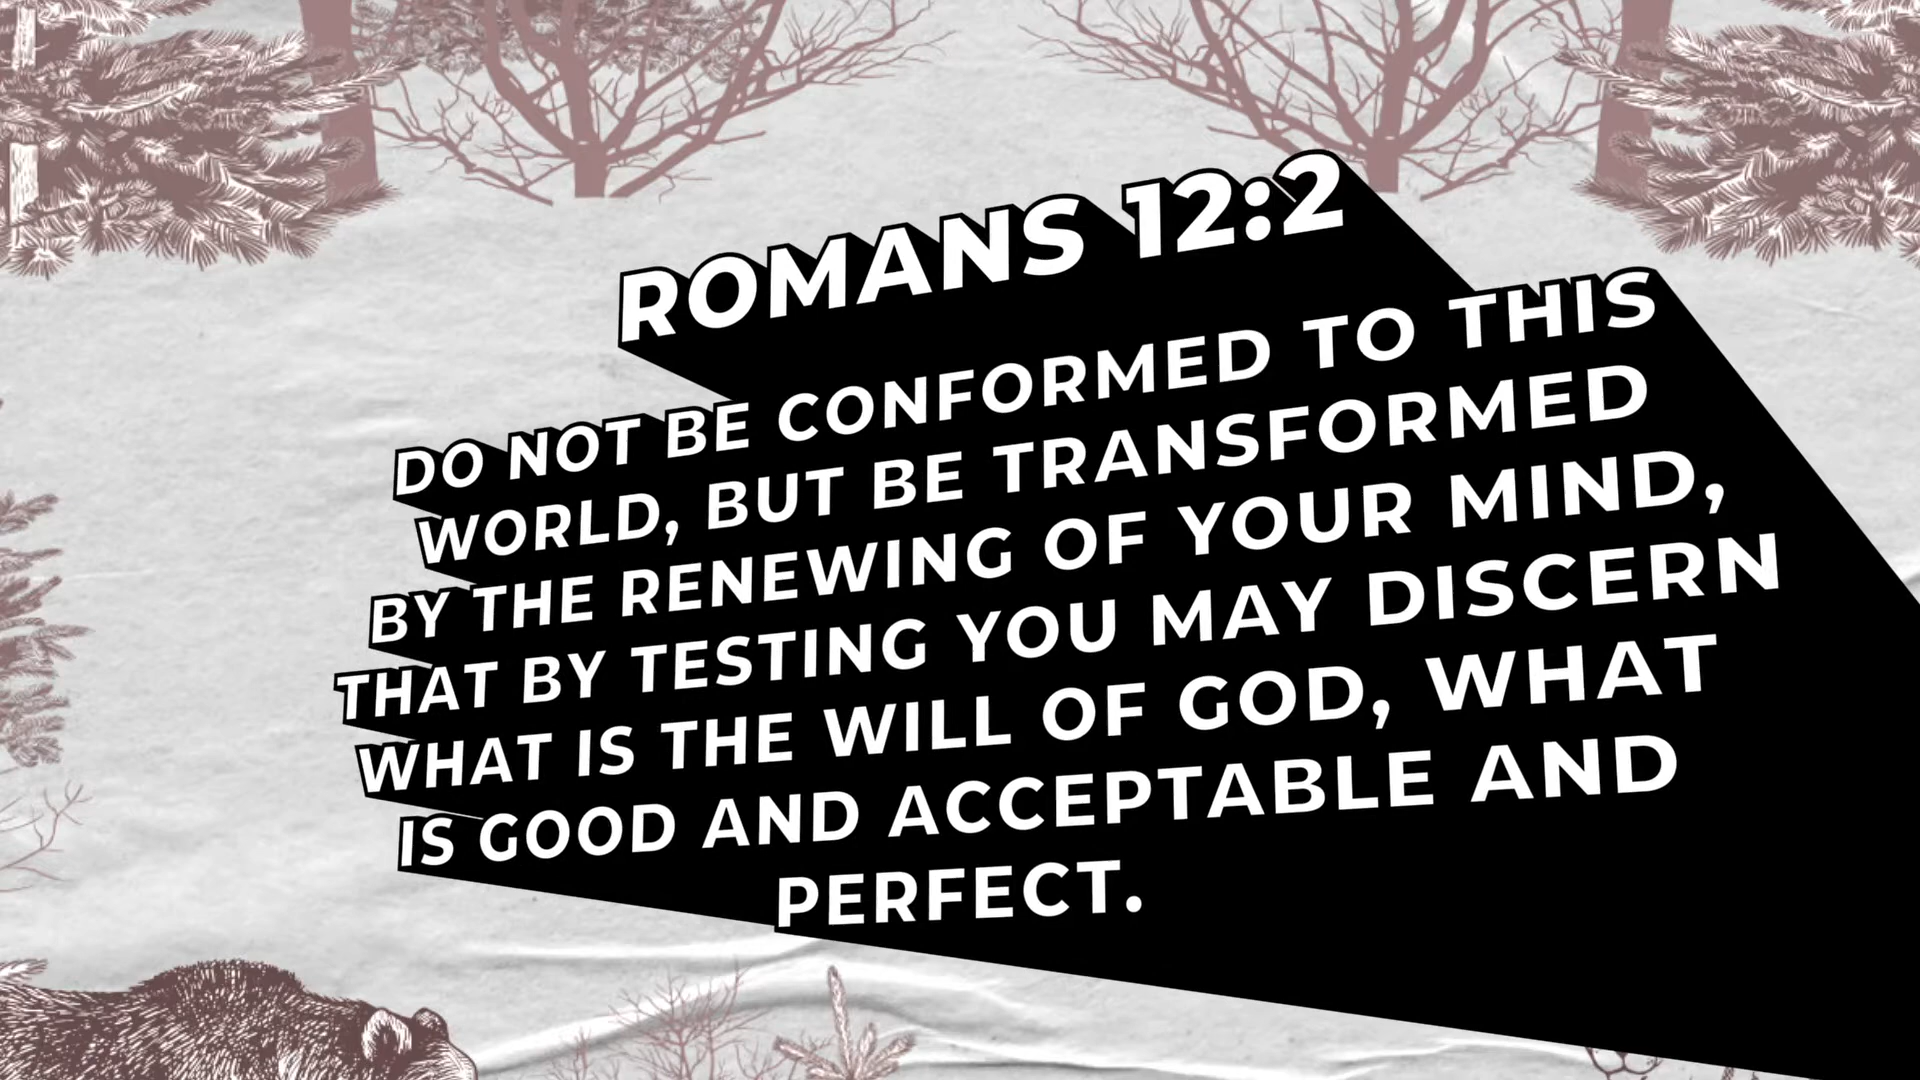 ROMANS 12:2
DO NOT BE CONFORMED TO THIS
WORLD, BUT BE TRANSFORMED
BY THE RENEWING OF YOUR MIND,
THAT BY TESTING YOU MAY DISCERN
WHAT IS THE WILL OF GOD, WHAT
IS GOOD AND ACCEPTABLE AND
PERFECT.